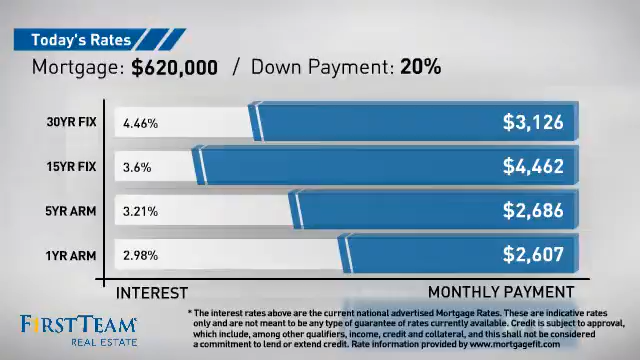 Today's Rates
Mortgage: $620,000 / Down Payment: 20%
30YR FIX 4.46% $3,126
15YR FIX 3.6% $4,462
5YR ARM 3.21% $2,686
1YR ARM 2.98% $2,607
INTEREST MONTHLY PAYMENT
* The interest rates above are the current national advertised Mortgage Rates. These are indicative rates
only and are not meant to be any type of guarantee of rates currently available. Credit is subject to approval,
which include, among other qualifiers, income, credit and collateral, and this shall not be considered
a commitment to lend or extend credit. Rate information provided by www.mortgagefit.com
FIRSTTEAM®
REAL ESTATE